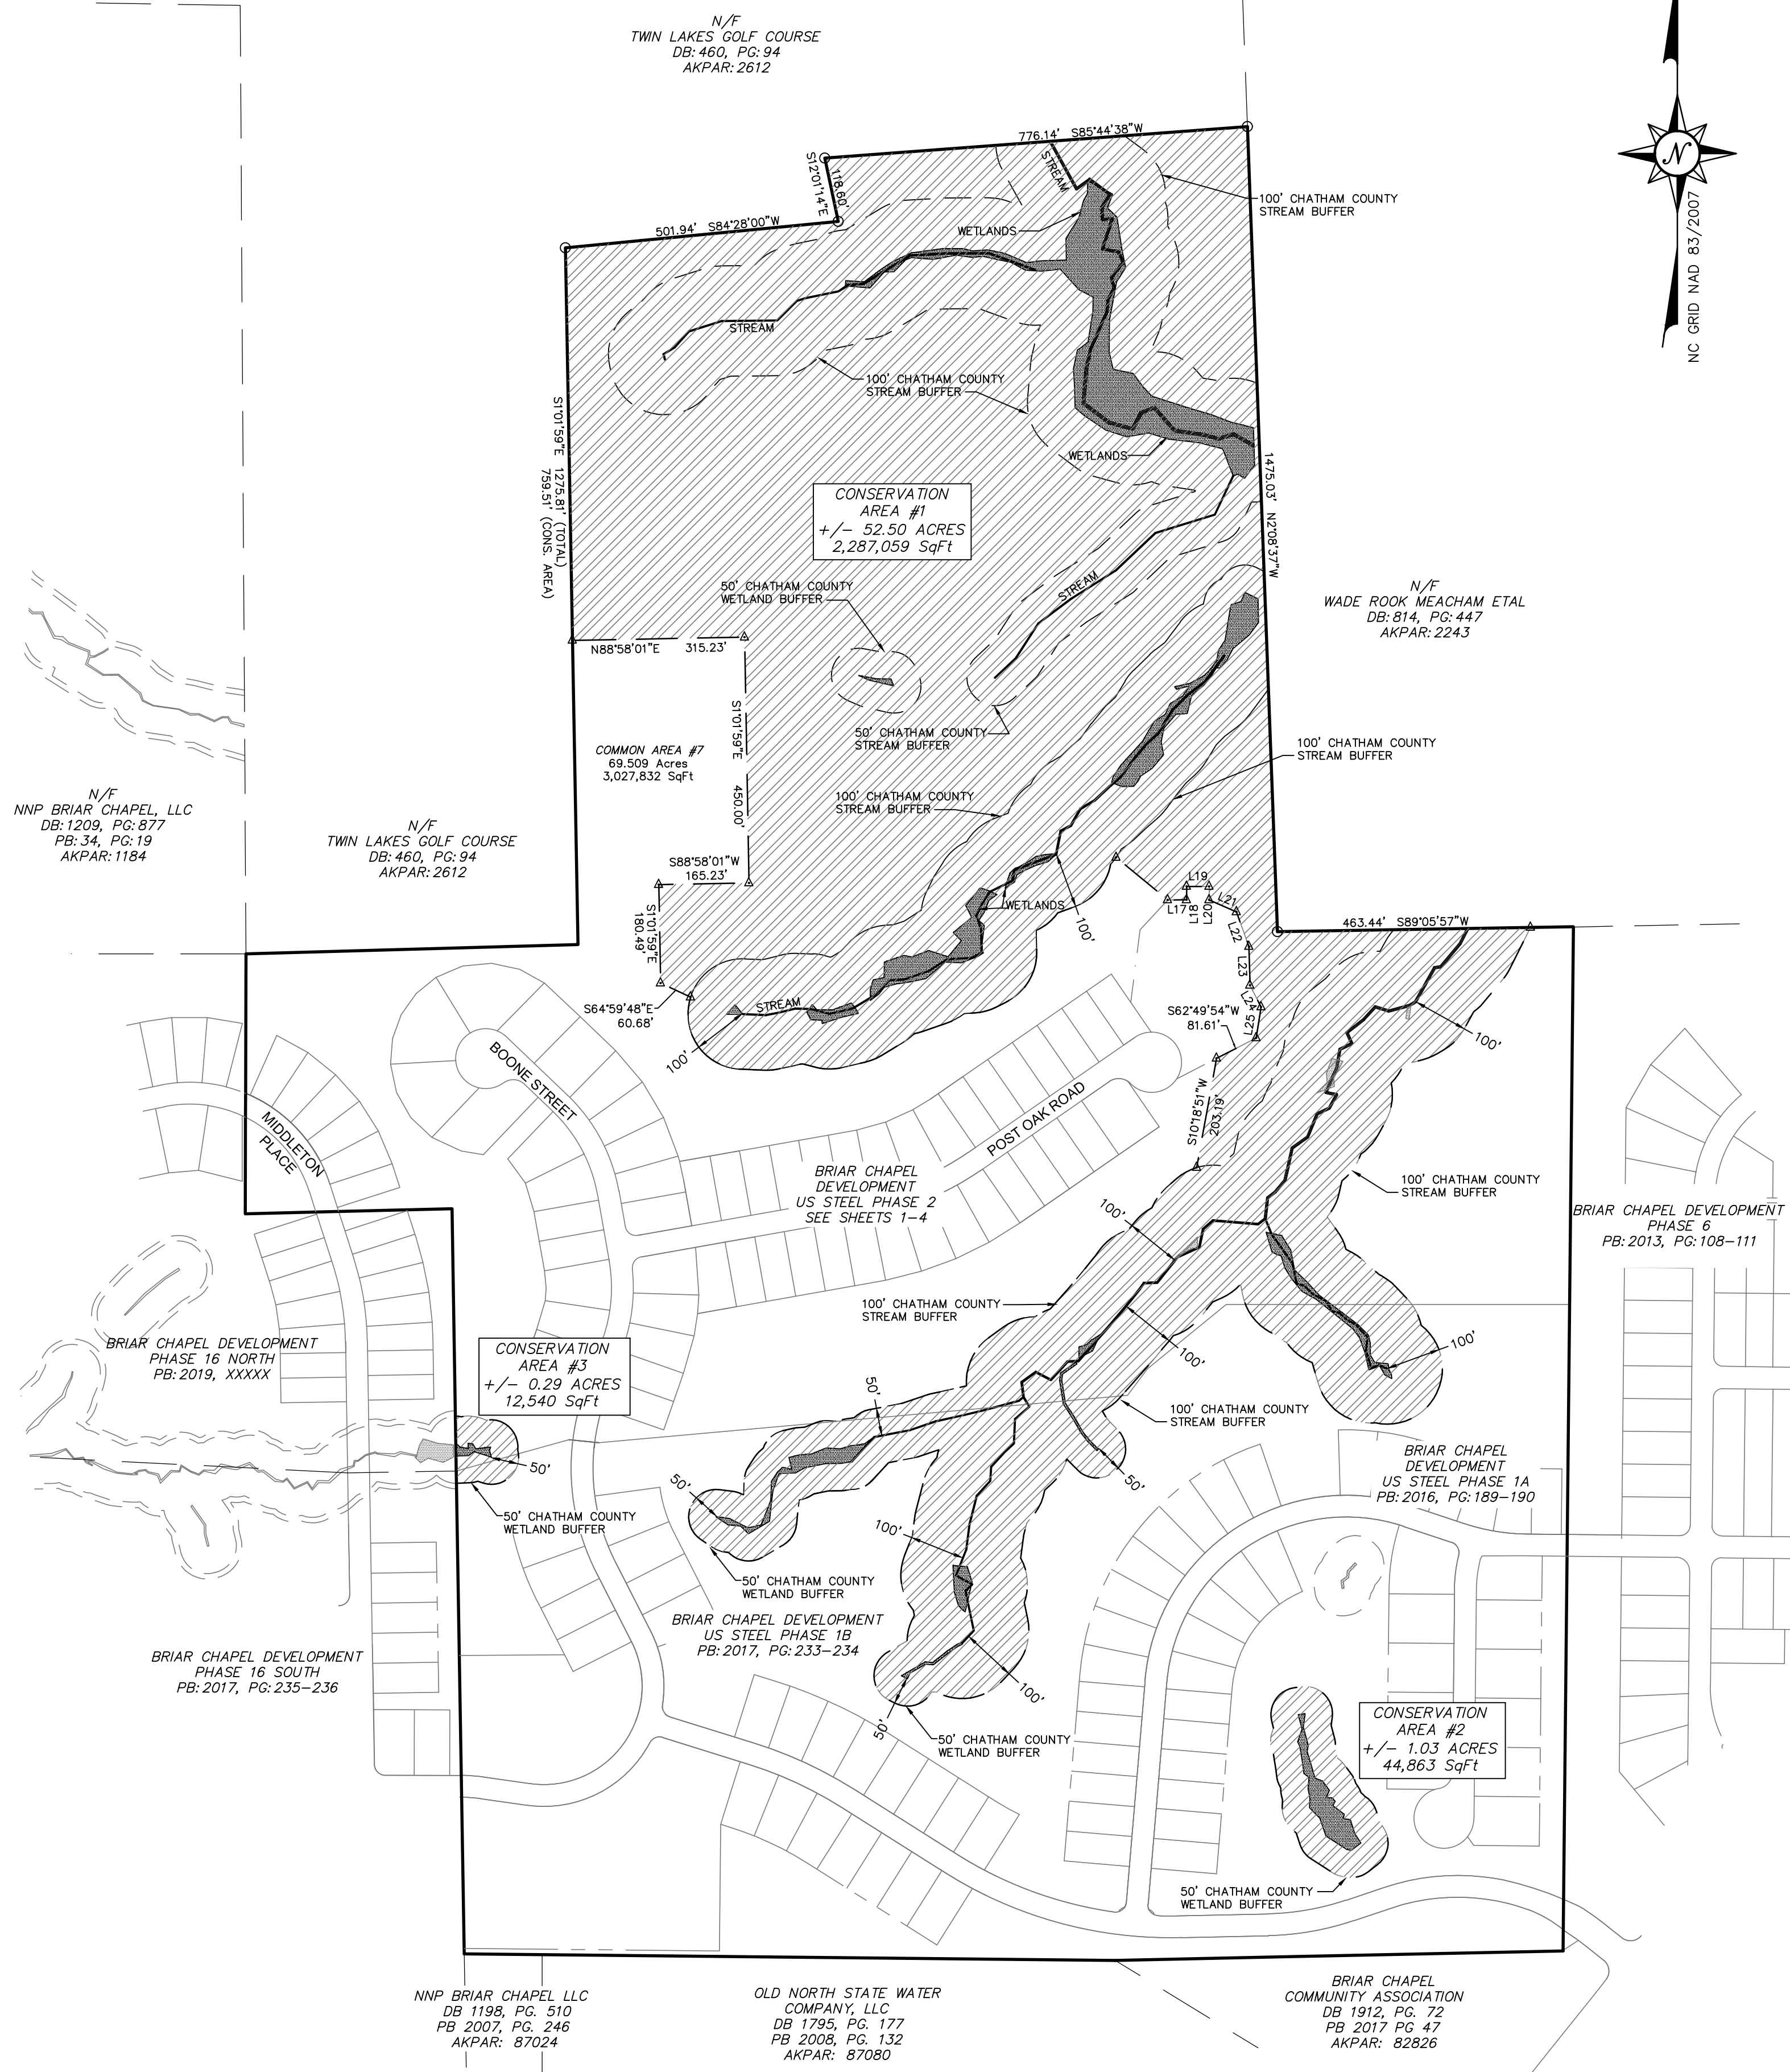 N/F
TWIN LAKES GOLF COURSE
DB: 460, PG: 94
AKPAR: 2612
N
NC GRID NAD 83/2007
776.14' S85°44'38"W
S12°01'14"E
118.60'
501.94' S84°28'00"W
STREAM
WETLANDS
100' CHATHAM COUNTY
STREAM BUFFER
STREAM
100' CHATHAM COUNTY
STREAM BUFFER
WETLANDS
S1°01'59"E 1275.81' (TOTAL)
759.51' (CONS. AREA)
CONSERVATION
AREA #1
+/- 52.50 ACRES
2,287,059 SqFt
1475.03' N2°08'37"W
STREAM
50' CHATHAM COUNTY
WETLAND BUFFER
N/F
WADE ROOK MEACHAM ETAL
DB: 814, PG: 447
AKPAR: 2243
N88°58'01"E 315.23'
S1°01'59"E 450.00'
50' CHATHAM COUNTY
STREAM BUFFER
COMMON AREA #7
69.509 Acres
3,027,832 SqFt
100' CHATHAM COUNTY
STREAM BUFFER
100' CHATHAM COUNTY
STREAM BUFFER
N/F
NNP BRIAR CHAPEL, LLC
DB: 1209, PG: 877
PB: 34, PG: 19
AKPAR: 1184
N/F
TWIN LAKES GOLF COURSE
DB: 460, PG: 94
AKPAR: 2612
S88°58'01"W
165.23'
S1°01'59"E
180.49'
WETLANDS
100'
L17
L18
L19
L20
L21
L22
L23
L24
L25
463.44' S89°05'57"W
S64°59'48"E
60.68'
STREAM
100'
S62°49'54"W
81.61'
100'
S10°18'51"W
203.19'
BOONE STREET
MIDDLETON
PLACE
POST OAK ROAD
BRIAR CHAPEL
DEVELOPMENT
US STEEL PHASE 2
SEE SHEETS 1-4
100' CHATHAM COUNTY
STREAM BUFFER
BRIAR CHAPEL DEVELOPMENT
PHASE 6
PB: 2013, PG: 108-111
100'
100' CHATHAM COUNTY
STREAM BUFFER
BRIAR CHAPEL DEVELOPMENT
PHASE 16 NORTH
PB: 2019, XXXXX
CONSERVATION
AREA #3
+/- 0.29 ACRES
12,540 SqFt
100'
100'
50'
100' CHATHAM COUNTY
STREAM BUFFER
BRIAR CHAPEL
DEVELOPMENT
US STEEL PHASE 1A
PB: 2016, PG: 189-190
50'
50'
50'
50' CHATHAM COUNTY
WETLAND BUFFER
100'
50' CHATHAM COUNTY
WETLAND BUFFER
BRIAR CHAPEL DEVELOPMENT
US STEEL PHASE 1B
PB: 2017, PG: 233-234
BRIAR CHAPEL DEVELOPMENT
PHASE 16 SOUTH
PB: 2017, PG: 235-236
100'
50'
50' CHATHAM COUNTY
WETLAND BUFFER
CONSERVATION
AREA #2
+/- 1.03 ACRES
44,863 SqFt
50' CHATHAM COUNTY
WETLAND BUFFER
NNP BRIAR CHAPEL LLC
DB 1198, PG. 510
PB 2007, PG. 246
AKPAR: 87024
OLD NORTH STATE WATER
COMPANY, LLC
DB 1795, PG. 177
PB 2008, PG. 132
AKPAR: 87080
BRIAR CHAPEL
COMMUNITY ASSOCIATION
DB 1912, PG. 72
PB 2017 PG 47
AKPAR: 82826